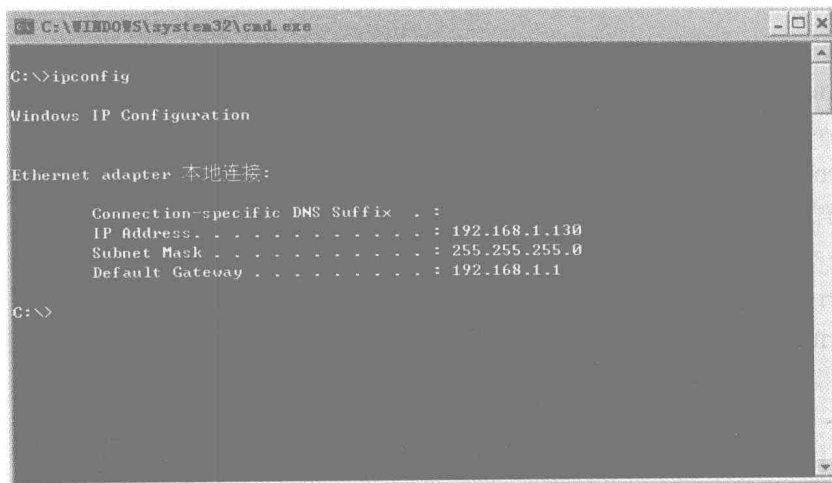 C:\WINDOWS\system32\cmd.exe
C:\>ipconfig
Windows IP Configuration
Ethernet adapter 本地连接:
Connection-specific DNS Suffix . :
IP Address. . . . . . . . . . . . : 192.168.1.130
Subnet Mask . . . . . . . . . . . : 255.255.255.0
Default Gateway . . . . . . . . . : 192.168.1.1
C:\>